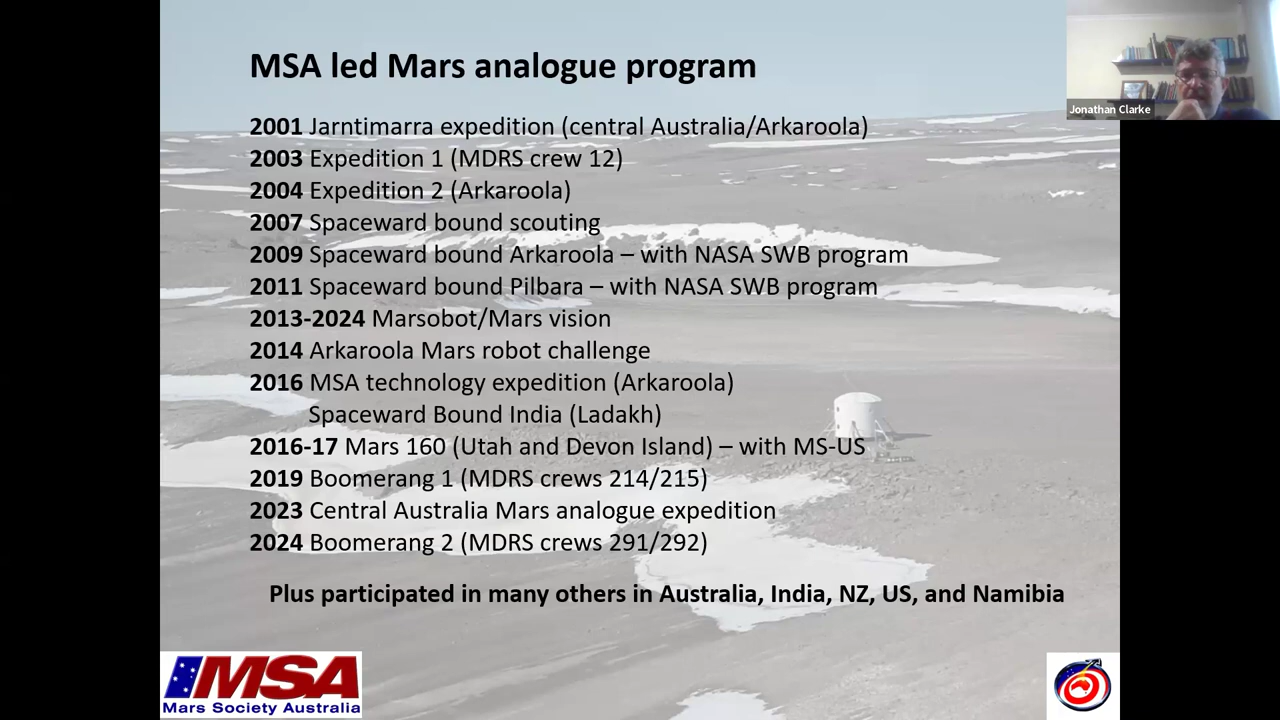 MSA led Mars analogue program
Jonathan Clarke
2001 Jarntimarra expedition (central Australia/Arkaroola)
2003 Expedition 1 (MDRS crew 12)
2004 Expedition 2 (Arkaroola)
2007 Spaceward bound scouting
2009 Spaceward bound Arkaroola – with NASA SWB program
2011 Spaceward bound Pilbara – with NASA SWB program
2013-2024 Marsobot/Mars vision
2014 Arkaroola Mars robot challenge
2016 MSA technology expedition (Arkaroola)
Spaceward Bound India (Ladakh)
2016-17 Mars 160 (Utah and Devon Island) – with MS-US
2019 Boomerang 1 (MDRS crews 214/215)
2023 Central Australia Mars analogue expedition
2024 Boomerang 2 (MDRS crews 291/292)
Plus participated in many others in Australia, India, NZ, US, and Namibia
MSA
Mars Society Australia